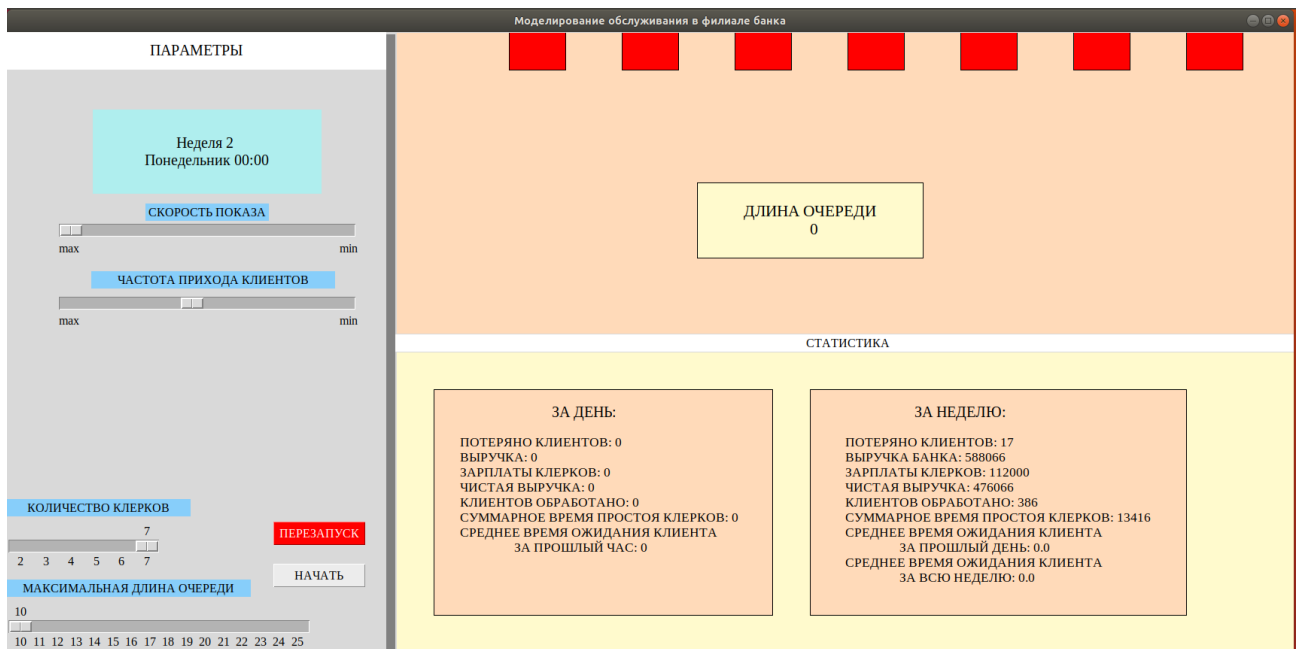 Моделирование обслуживания в филиале банка
ПАРАМЕТРЫ
Неделя 2
Понедельник 00:00
СКОРОСТЬ ПОКАЗА
max min
ЧАСТОТА ПРИХОДА КЛИЕНТОВ
max min
КОЛИЧЕСТВО КЛЕРКОВ
7
2 3 4 5 6 7
ПЕРЕЗАПУСК
НАЧАТЬ
МАКСИМАЛЬНАЯ ДЛИНА ОЧЕРЕДИ
10
10 11 12 13 14 15 16 17 18 19 20 21 22 23 24 25
ДЛИНА ОЧЕРЕДИ
0
СТАТИСТИКА
ЗА ДЕНЬ:
ПОТЕРЯНО КЛИЕНТОВ: 0
ВЫРУЧКА: 0
ЗАРПЛАТЫ КЛЕРКОВ: 0
ЧИСТАЯ ВЫРУЧКА: 0
КЛИЕНТОВ ОБРАБОТАНО: 0
СУММАРНОЕ ВРЕМЯ ПРОСТОЯ КЛЕРКОВ: 0
СРЕДНЕЕ ВРЕМЯ ОЖИДАНИЯ КЛИЕНТА
ЗА ПРОШЛЫЙ ЧАС: 0
ЗА НЕДЕЛЮ:
ПОТЕРЯНО КЛИЕНТОВ: 17
ВЫРУЧКА БАНКА: 588066
ЗАРПЛАТЫ КЛЕРКОВ: 112000
ЧИСТАЯ ВЫРУЧКА: 476066
КЛИЕНТОВ ОБРАБОТАНО: 386
СУММАРНОЕ ВРЕМЯ ПРОСТОЯ КЛЕРКОВ: 13416
СРЕДНЕЕ ВРЕМЯ ОЖИДАНИЯ КЛИЕНТА
ЗА ПРОШЛЫЙ ДЕНЬ: 0.0
СРЕДНЕЕ ВРЕМЯ ОЖИДАНИЯ КЛИЕНТА
ЗА ВСЮ НЕДЕЛЮ: 0.0